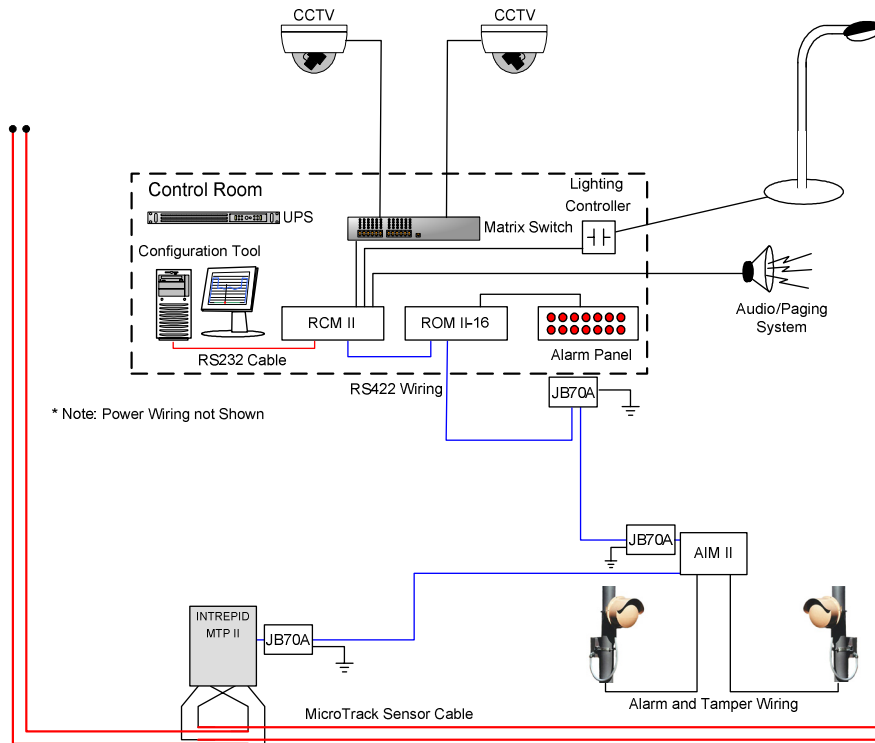 CCTV
CCTV
Control Room
Lighting
Controller
UPS
Matrix Switch
Configuration Tool
RCM II
ROM II-16
Audio/Paging
System
RS232 Cable
Alarm Panel
RS422 Wiring
JB70A
* Note: Power Wiring not Shown
JB70A
AIM II
INTREPID
MTP II
JB70A
Alarm and Tamper Wiring
MicroTrack Sensor Cable